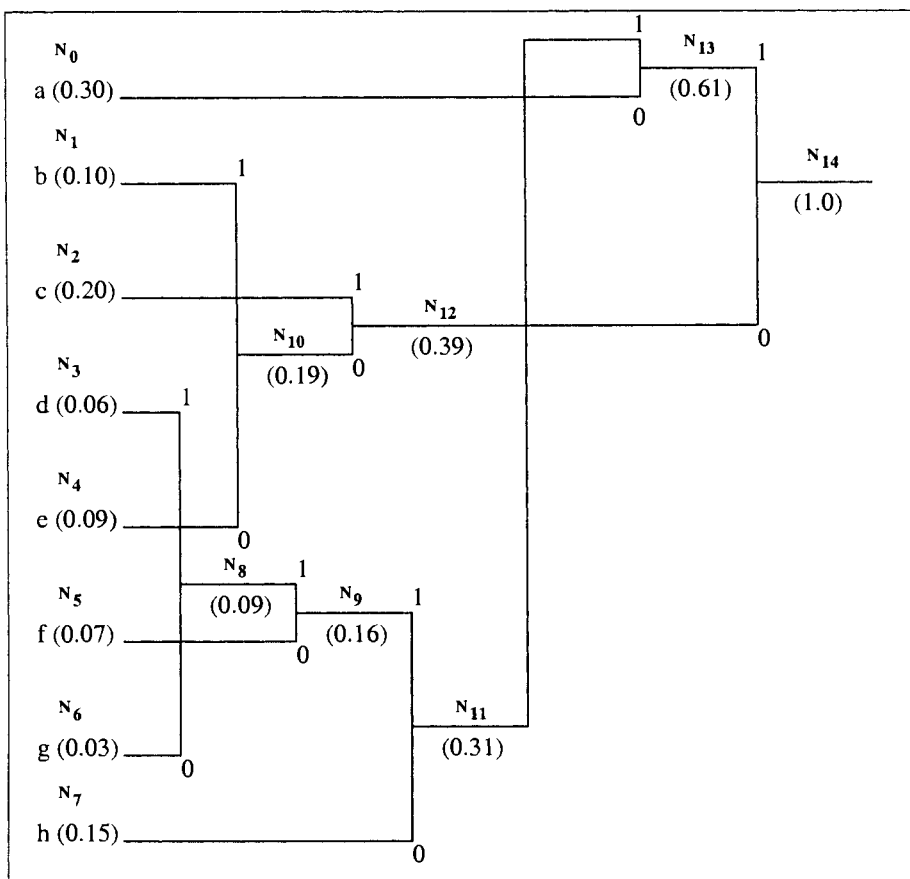 1
N13
1
N0
a (0.30)
(0.61)
0
N1
b (0.10)
1
N14
(1.0)
N2
c (0.20)
1
N12
(0.39)
0
N10
(0.19)
0
N3
d (0.06)
1
N4
e (0.09)
0
N8
(0.09)
1
N5
f (0.07)
N9
(0.16)
1
0
N6
g (0.03)
0
N11
(0.31)
N7
h (0.15)
0